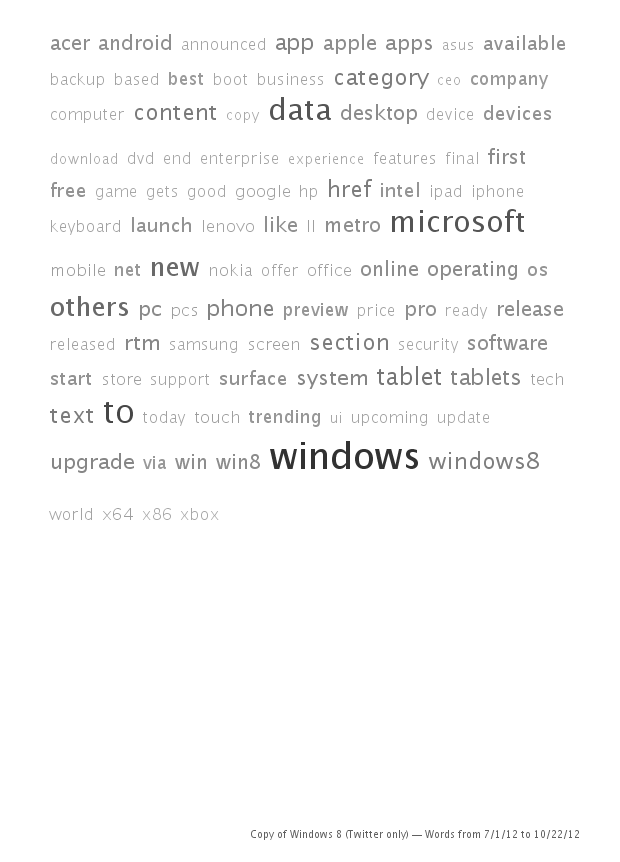 acer android announced app apple apps asus available
backup based best boot business category ceo company
computer content copy data desktop device devices
download dvd end enterprise experience features final first
free game gets good google hp href intel ipad iphone
keyboard launch lenovo like ll metro microsoft
mobile net new nokia offer office online operating os
others pc pcs phone preview price pro ready release
released rtm samsung screen section security software
start store support surface system tablet tablets tech
text to today touch trending ui upcoming update
upgrade via win win8 windows windows8
world x64 x86 xbox
Copy of Windows 8 (Twitter only) — Words from 7/1/12 to 10/22/12